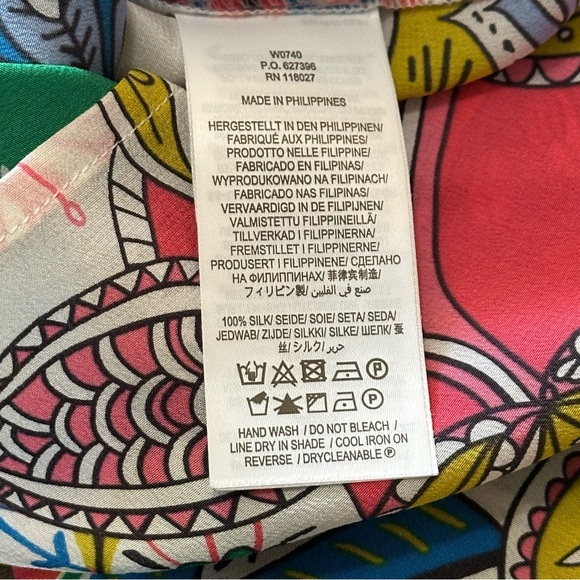 W0740
P.O. 627396
RN 118027
MADE IN PHILIPPINES
HERGESTELLT IN DEN PHILIPPINEN/
FABRIQUÉ AUX PHILIPPINES/
PRODOTTO NELLE FILIPPINE/
FABRICADO EN FILIPINAS/
WYPRODUKOWANO NA FILIPINACH/
FABRICADO NAS FILIPINAS/
VERVAARDIGD IN DE FILIPIJNEN/
VALMISTETTU FILIPPIINEILLÄ/
TILLVERKAD I FILIPPINERNA/
FREMSTILLET I FILIPPINERNE/
PRODUSERT I FILIPPINENE/ СДЕЛАНО
НА ФИЛИППИНАХ/ 菲律宾制造/
フィリピン製/ صنع في الفلبين
100% SILK/ SEIDE/ SOIE/ SETA/ SEDA/
JEDWAB/ ZIJDE/ SILKKI/ SILKE/ ШЕЛК/ 蚕
丝/ シルク/ حرير
P
P
HAND WASH / DO NOT BLEACH /
LINE DRY IN SHADE / COOL IRON ON
REVERSE / DRYCLEANABLE Ⓟ